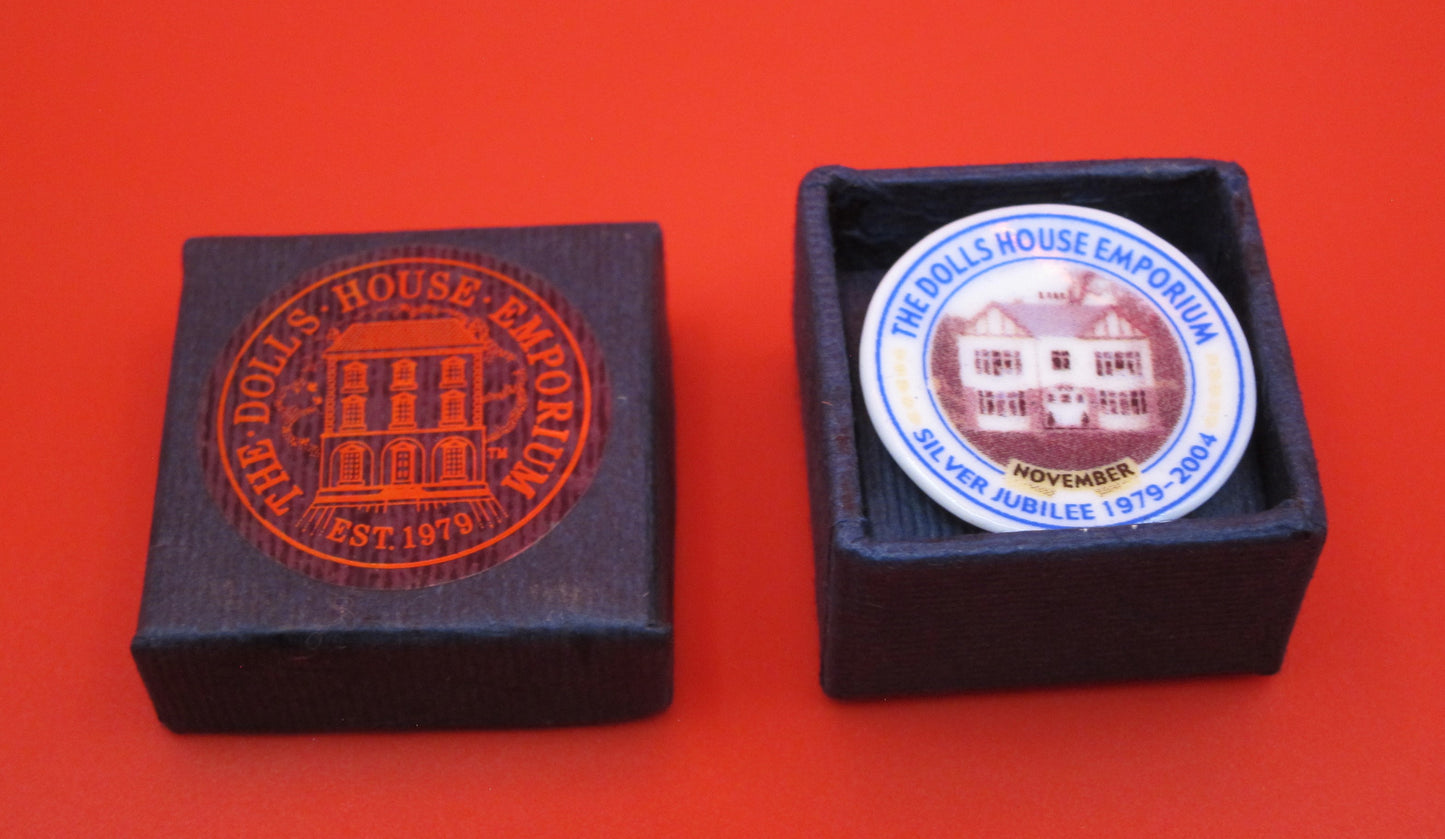 THE · DOLLS · HOUSE · EMPORIUM
TM
EST. 1979
THE DOLLS HOUSE EMPORIUM
NOVEMBER
SILVER JUBILEE 1979-2004